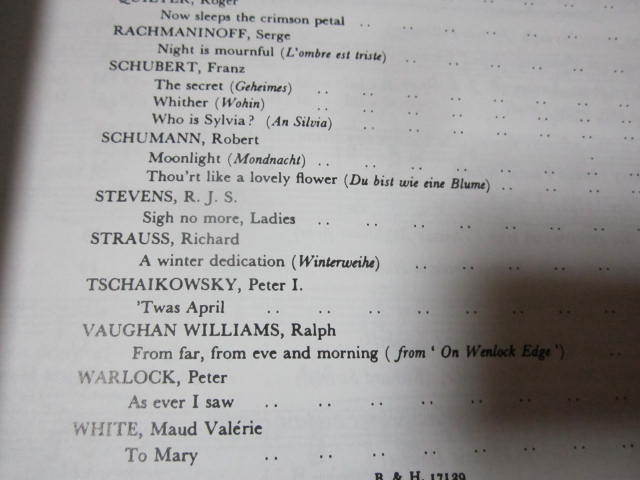 QUILTER, Roger
Now sleeps the crimson petal .. .. .. ..
RACHMANINOFF, Serge
Night is mournful (L'ombre est triste) .. .. .. ..
SCHUBERT, Franz
The secret (Geheimes) .. .. .. .. .. ..
Whither (Wohin) .. .. .. .. .. ..
Who is Sylvia? (An Silvia) .. .. .. .. .. ..
SCHUMANN, Robert
Moonlight (Mondnacht) .. .. .. .. .. ..
Thou'rt like a lovely flower (Du bist wie eine Blume) .. .. ..
STEVENS, R. J. S.
Sigh no more, Ladies .. .. .. .. .. ..
STRAUSS, Richard
A winter dedication (Winterweihe) .. .. .. .. ..
TSCHAIKOWSKY, Peter I.
'Twas April .. .. .. .. .. .. .. ..
VAUGHAN WILLIAMS, Ralph
From far, from eve and morning ( from ' On Wenlock Edge') ..
WARLOCK, Peter
As ever I saw .. .. .. .. .. .. ..
WHITE, Maud Valérie
To Mary .. .. .. .. .. .. ..
B. & H. 17129